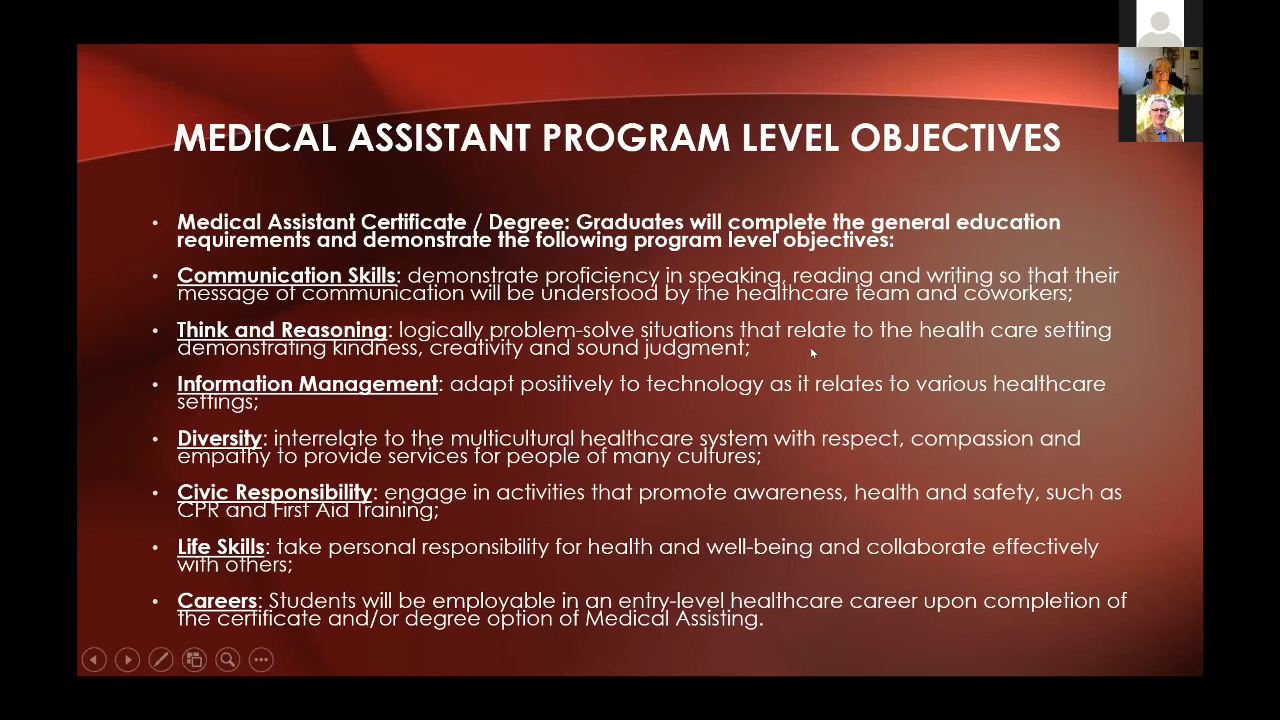 MEDICAL ASSISTANT PROGRAM LEVEL OBJECTIVES
• Medical Assistant Certificate / Degree: Graduates will complete the general education
requirements and demonstrate the following program level objectives:
• Communication Skills: demonstrate proficiency in speaking, reading and writing so that their
message of communication will be understood by the healthcare team and coworkers;
• Think and Reasoning: logically problem-solve situations that relate to the health care setting
demonstrating kindness, creativity and sound judgment;
• Information Management: adapt positively to technology as it relates to various healthcare
settings;
• Diversity: interrelate to the multicultural healthcare system with respect, compassion and
empathy to provide services for people of many cultures;
• Civic Responsibility: engage in activities that promote awareness, health and safety, such as
CPR and First Aid Training;
• Life Skills: take personal responsibility for health and well-being and collaborate effectively
with others;
• Careers: Students will be employable in an entry-level healthcare career upon completion of
the certificate and/or degree option of Medical Assisting.